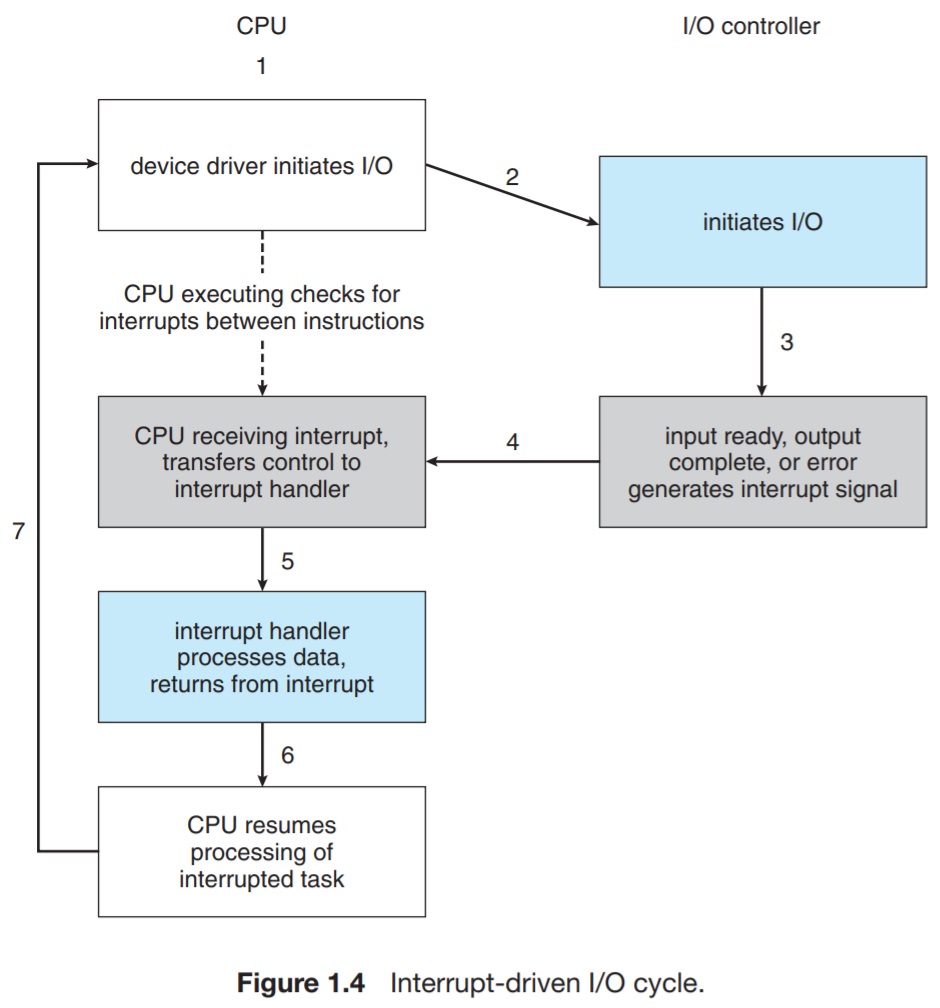 CPU
I/O controller
1
device driver initiates I/O
2
initiates I/O
CPU executing checks for
interrupts between instructions
3
CPU receiving interrupt,
transfers control to
interrupt handler
4
input ready, output
complete, or error
generates interrupt signal
7
5
interrupt handler
processes data,
returns from interrupt
6
CPU resumes
processing of
interrupted task
Figure 1.4 Interrupt-driven I/O cycle.